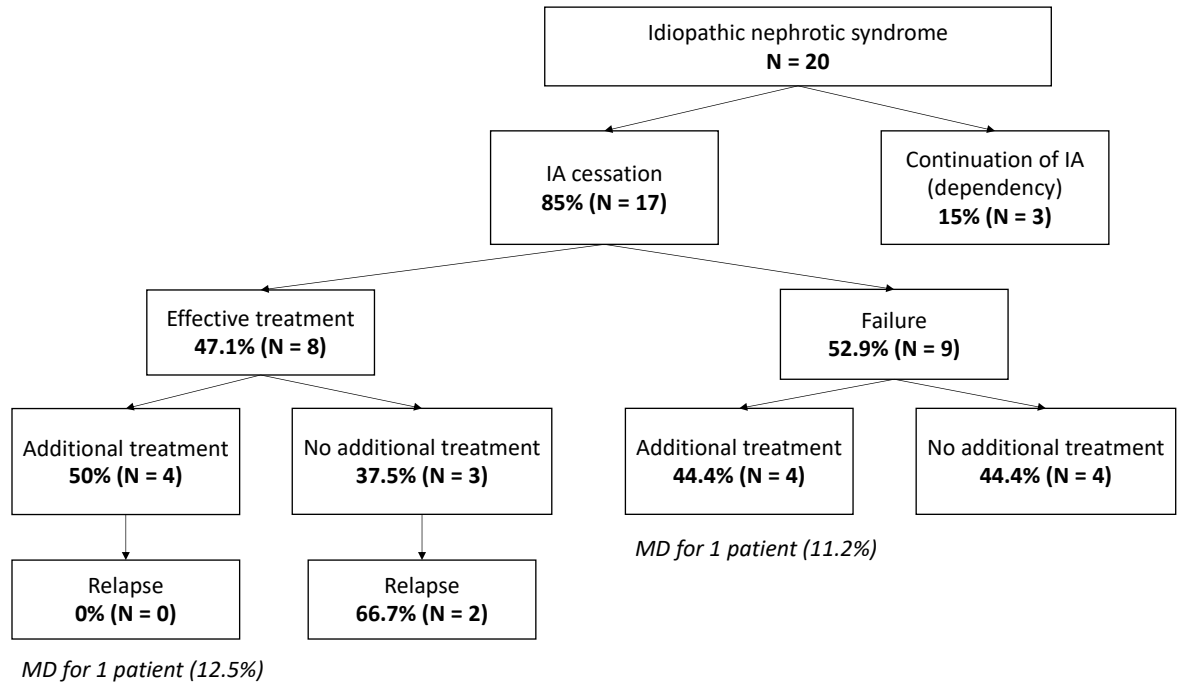 Idiopathic nephrotic syndrome
N = 20
IA cessation
85% (N = 17)
Continuation of IA
(dependency)
15% (N = 3)
Effective treatment
47.1% (N = 8)
Failure
52.9% (N = 9)
Additional treatment
50% (N = 4)
No additional treatment
37.5% (N = 3)
Additional treatment
44.4% (N = 4)
No additional treatment
44.4% (N = 4)
MD for 1 patient (11.2%)
Relapse
0% (N = 0)
Relapse
66.7% (N = 2)
MD for 1 patient (12.5%)